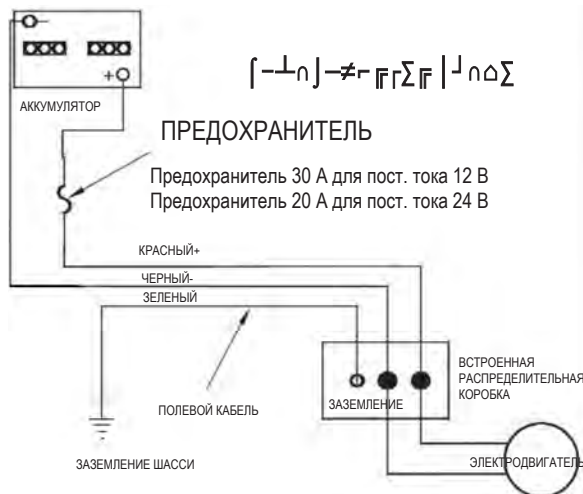 АККУМУЛЯТОР
ПРЕДОХРАНИТЕЛЬ
Предохранитель 30 А для пост. тока 12 В
Предохранитель 20 А для пост. тока 24 В
КРАСНЫЙ+
ЧЕРНЫЙ-
ЗЕЛЕНЫЙ
ПОЛЕВОЙ КАБЕЛЬ
ЗАЗЕМЛЕНИЕ ШАССИ
ЗАЗЕМЛЕНИЕ
ВСТРОЕННАЯ
РАСПРЕДЕЛИТЕЛЬНАЯ
КОРОБКА
ЭЛЕКТРОДВИГАТЕЛЬ